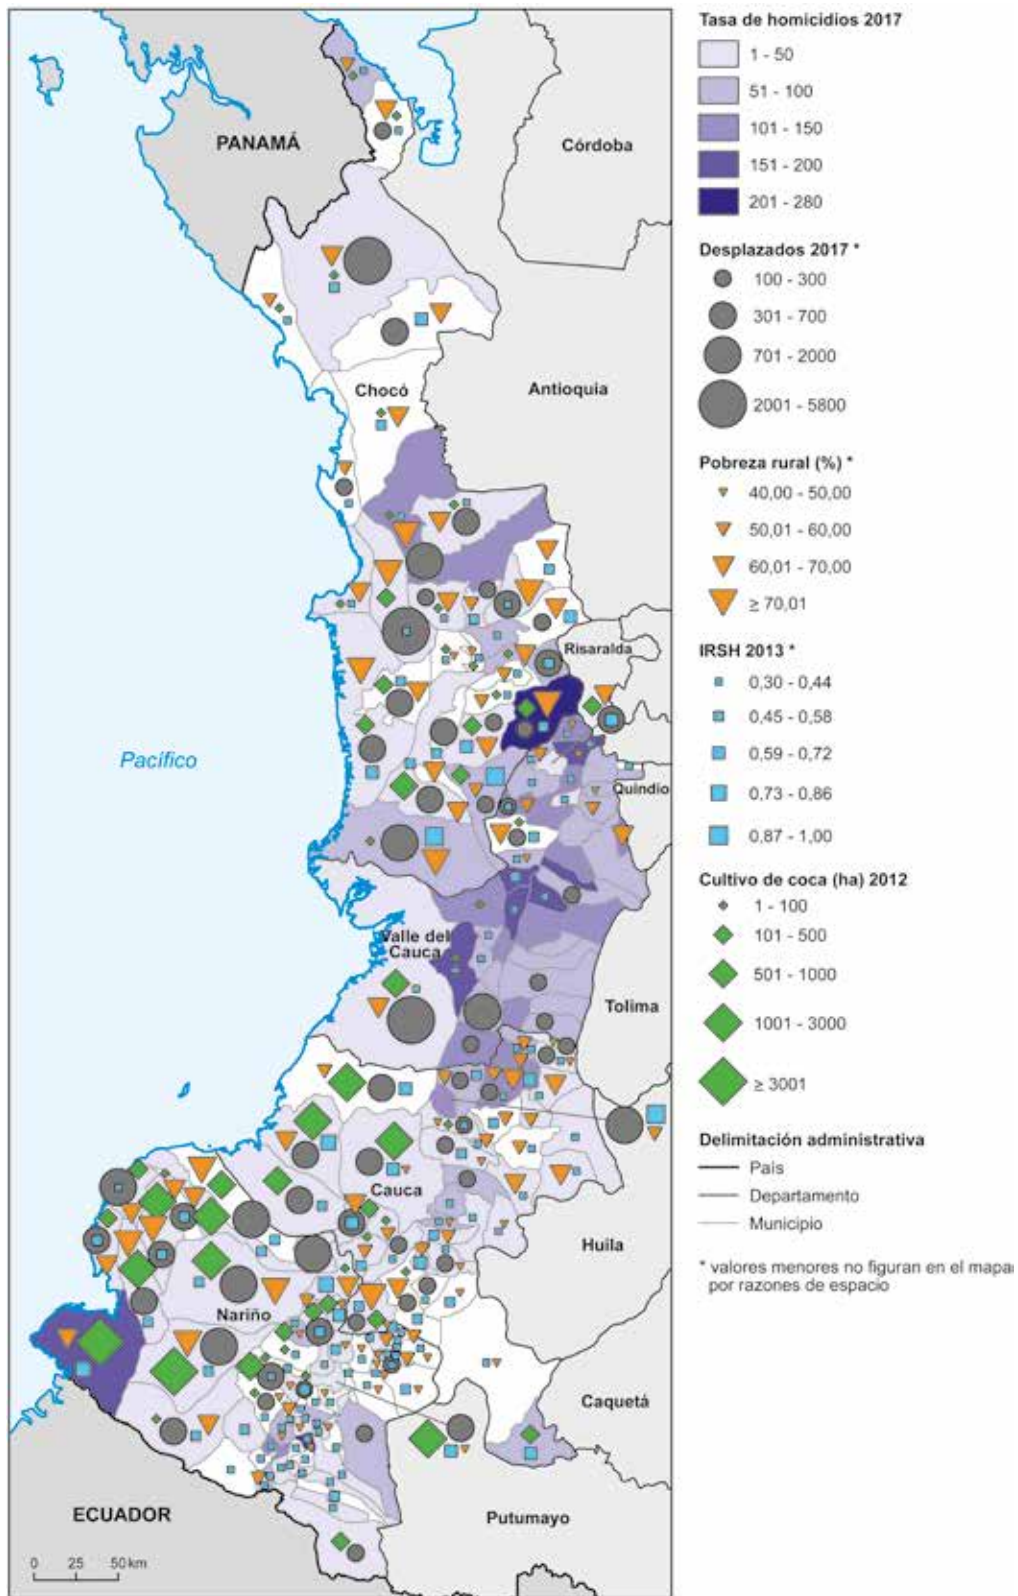 PANAMÁ
Córdoba
Chocó
Antioquia
Risaralda
Pacífico
Quindío
Valle del
Cauca
Tolima
Cauca
Huila
Nariño
Caquetá
ECUADOR
Putumayo
0 25 50 km
Tasa de homicidios 2017
1 - 50
51 - 100
101 - 150
151 - 200
201 - 280
Desplazados 2017 *
100 - 300
301 - 700
701 - 2000
2001 - 5800
Pobreza rural (%) *
40,00 - 50,00
50,01 - 60,00
60,01 - 70,00
≥ 70,01
IRSH 2013 *
0,30 - 0,44
0,45 - 0,58
0,59 - 0,72
0,73 - 0,86
0,87 - 1,00
Cultivo de coca (ha) 2012
1 - 100
101 - 500
501 - 1000
1001 - 3000
≥ 3001
Delimitación administrativa
País
Departamento
Municipio
* valores menores no figuran en el mapa
por razones de espacio